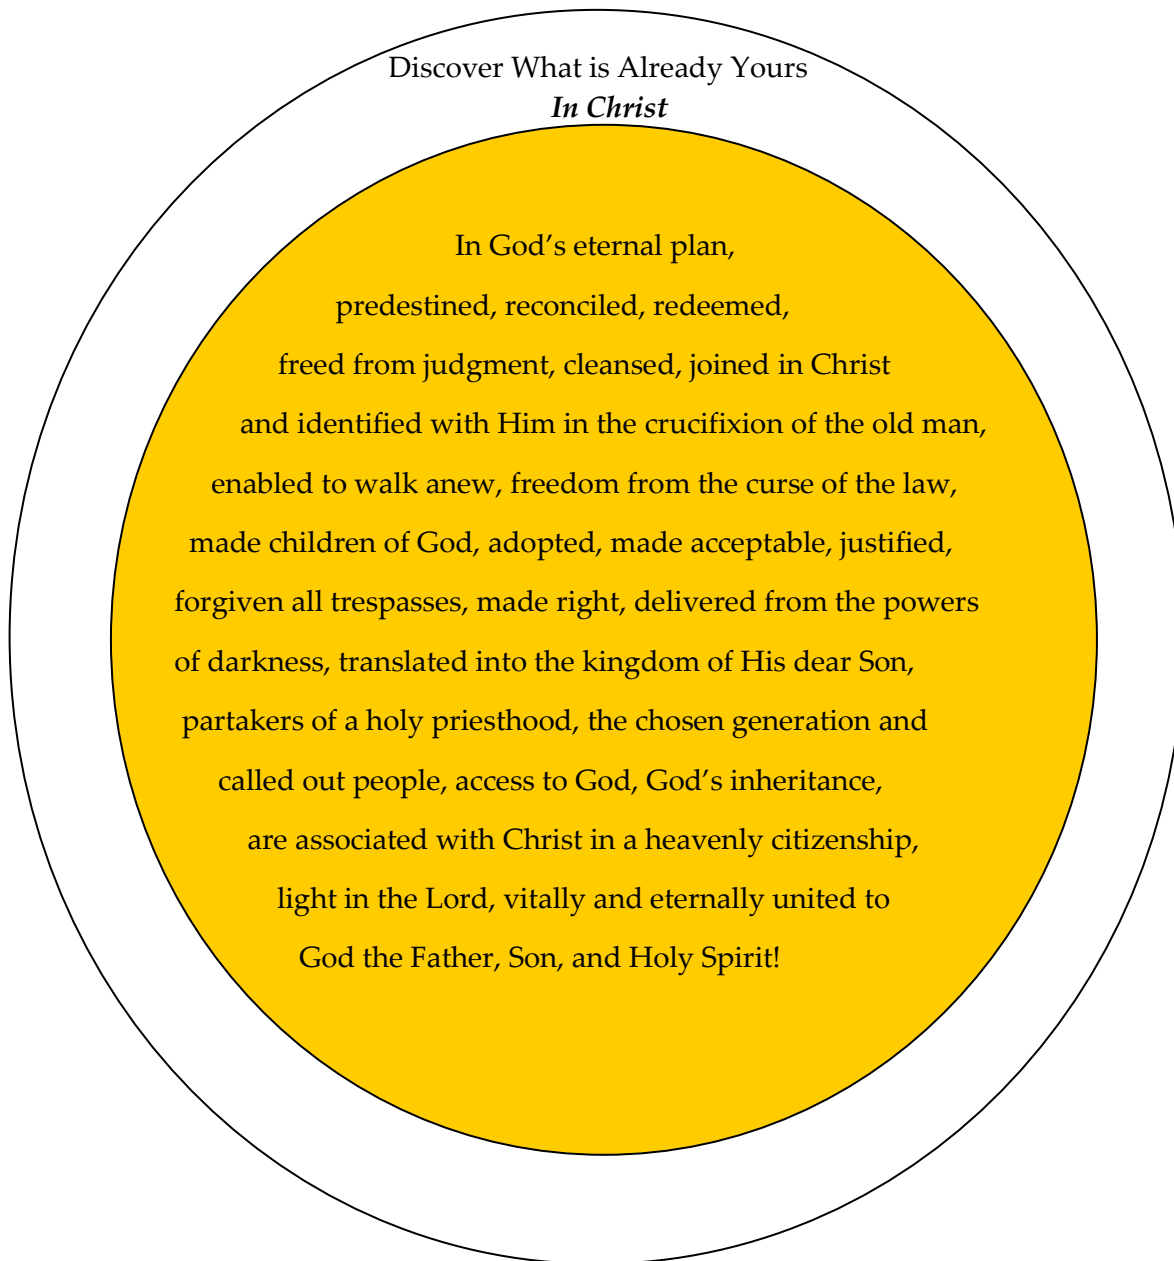 Discover What is Already Yours
In Christ
In God’s eternal plan,
predestined, reconciled, redeemed,
freed from judgment, cleansed, joined in Christ
and identified with Him in the crucifixion of the old man,
enabled to walk anew, freedom from the curse of the law,
made children of God, adopted, made acceptable, justified,
forgiven all trespasses, made right, delivered from the powers
of darkness, translated into the kingdom of His dear Son,
partakers of a holy priesthood, the chosen generation and
called out people, access to God, God’s inheritance,
are associated with Christ in a heavenly citizenship,
light in the Lord, vitally and eternally united to
God the Father, Son, and Holy Spirit!